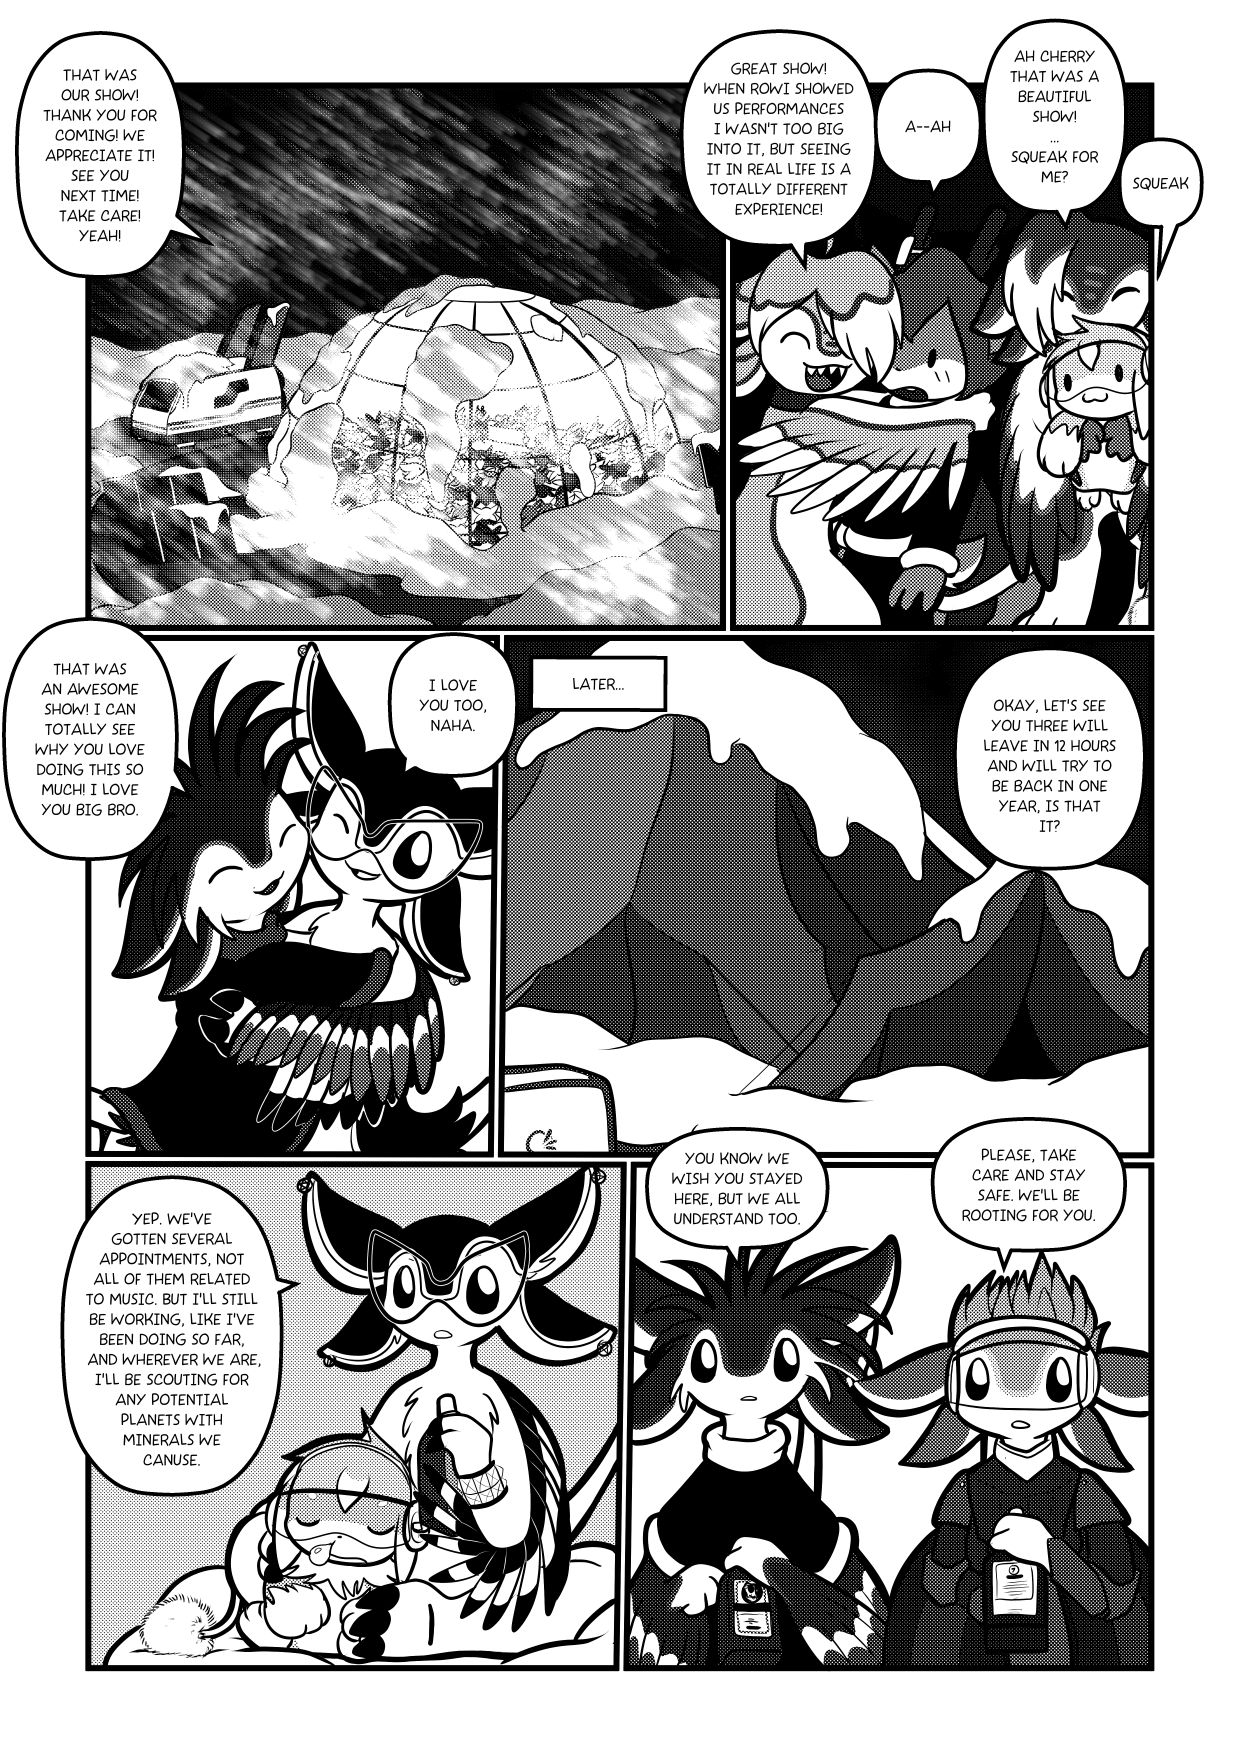 THAT WAS
OUR SHOW!
THANK YOU FOR
COMING! WE
APPRECIATE IT!
SEE YOU
NEXT TIME!
TAKE CARE!
YEAH!
GREAT SHOW!
WHEN ROWI SHOWED
US PERFORMANCES
I WASN'T TOO BIG
INTO IT, BUT SEEING
IT IN REAL LIFE IS A
TOTALLY DIFFERENT
EXPERIENCE!
A--AH
AH CHERRY
THAT WAS A
BEAUTIFUL
SHOW!
...
SQUEAK FOR
ME?
SQUEAK
THAT WAS
AN AWESOME
SHOW! I CAN
TOTALLY SEE
WHY YOU LOVE
DOING THIS SO
MUCH! I LOVE
YOU BIG BRO.
I LOVE
YOU TOO,
NAHA.
LATER...
OKAY, LET'S SEE
YOU THREE WILL
LEAVE IN 12 HOURS
AND WILL TRY TO
BE BACK IN ONE
YEAR, IS THAT
IT?
YEP. WE'VE
GOTTEN SEVERAL
APPOINTMENTS, NOT
ALL OF THEM RELATED
TO MUSIC. BUT I'LL STILL
BE WORKING, LIKE I'VE
BEEN DOING SO FAR,
AND WHEREVER WE ARE,
I'LL BE SCOUTING FOR
ANY POTENTIAL
PLANETS WITH
MINERALS WE
CANUSE.
YOU KNOW WE
WISH YOU STAYED
HERE, BUT WE ALL
UNDERSTAND TOO.
PLEASE, TAKE
CARE AND STAY
SAFE. WE'LL BE
ROOTING FOR YOU.